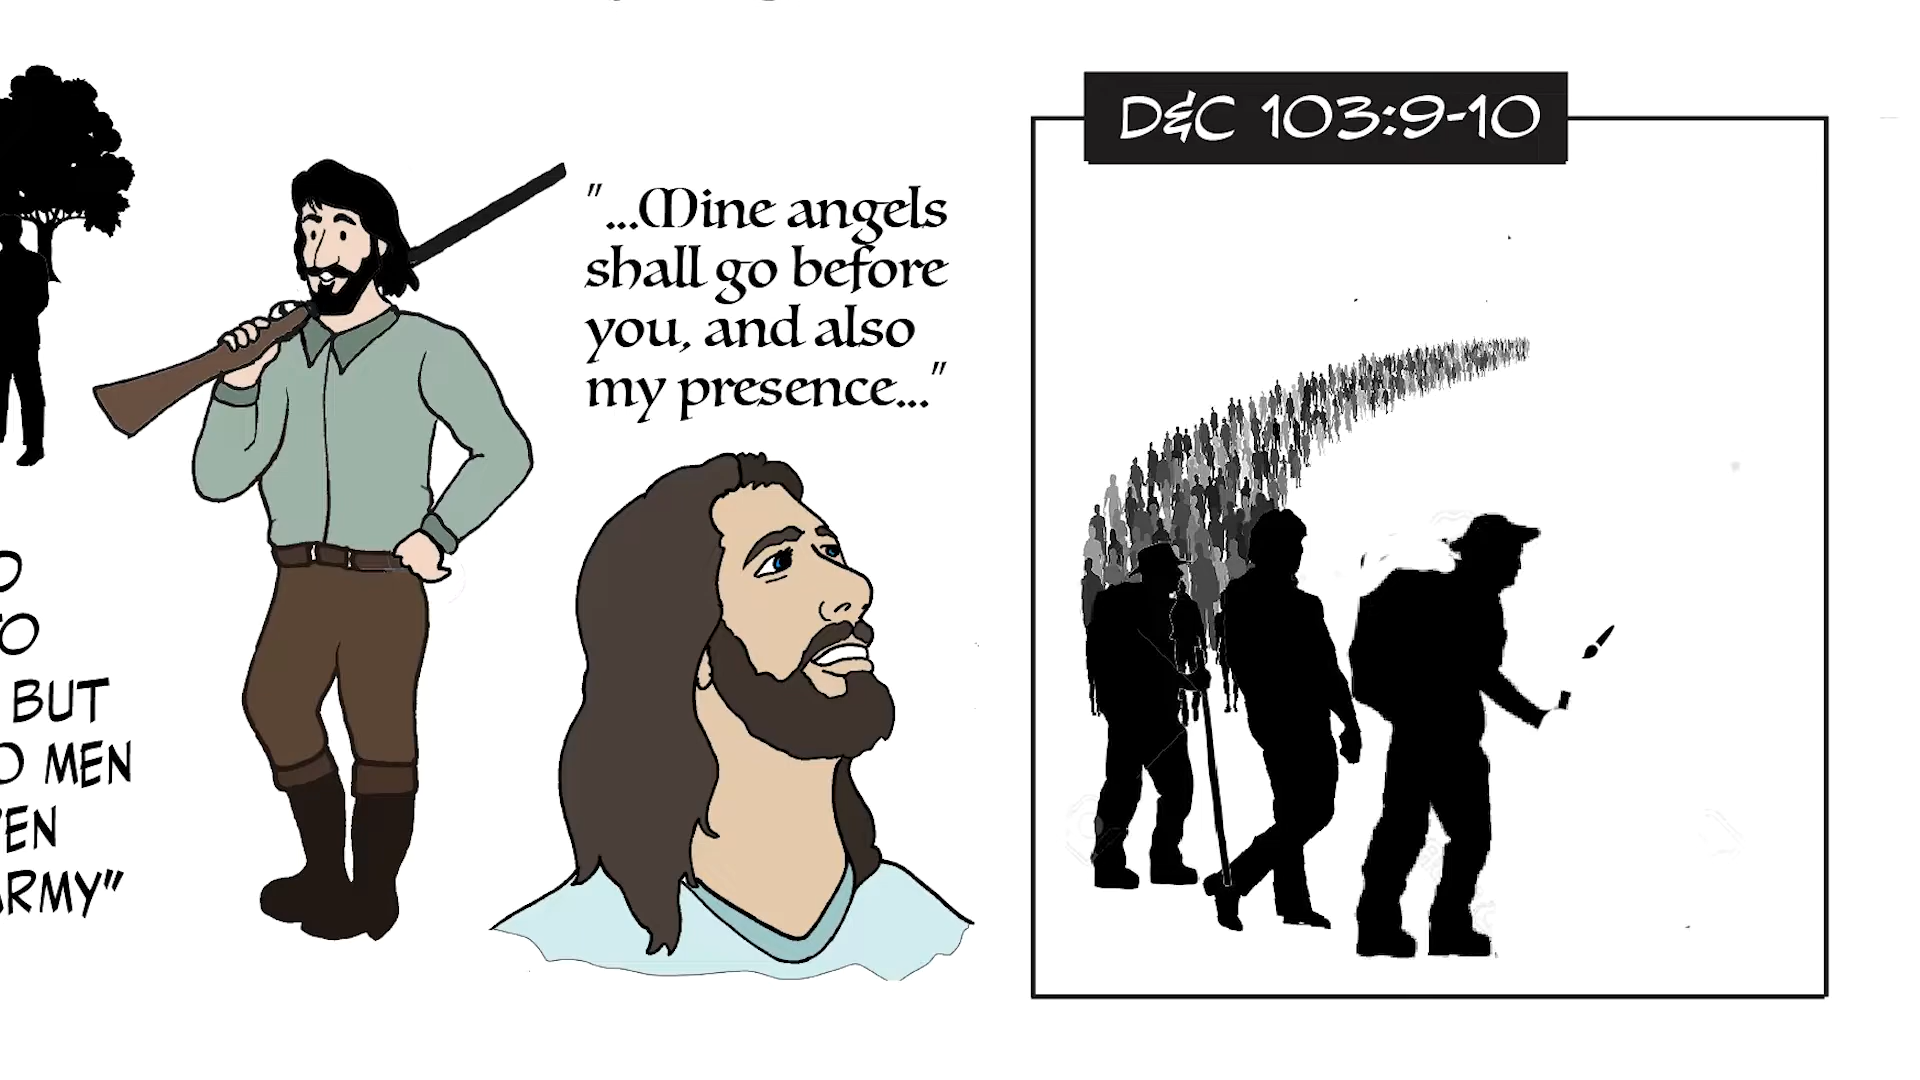 BUT
MEN
ARMY"
"...Mine angels
shall go before
you, and also
my presence..."
D&C 103:9-10